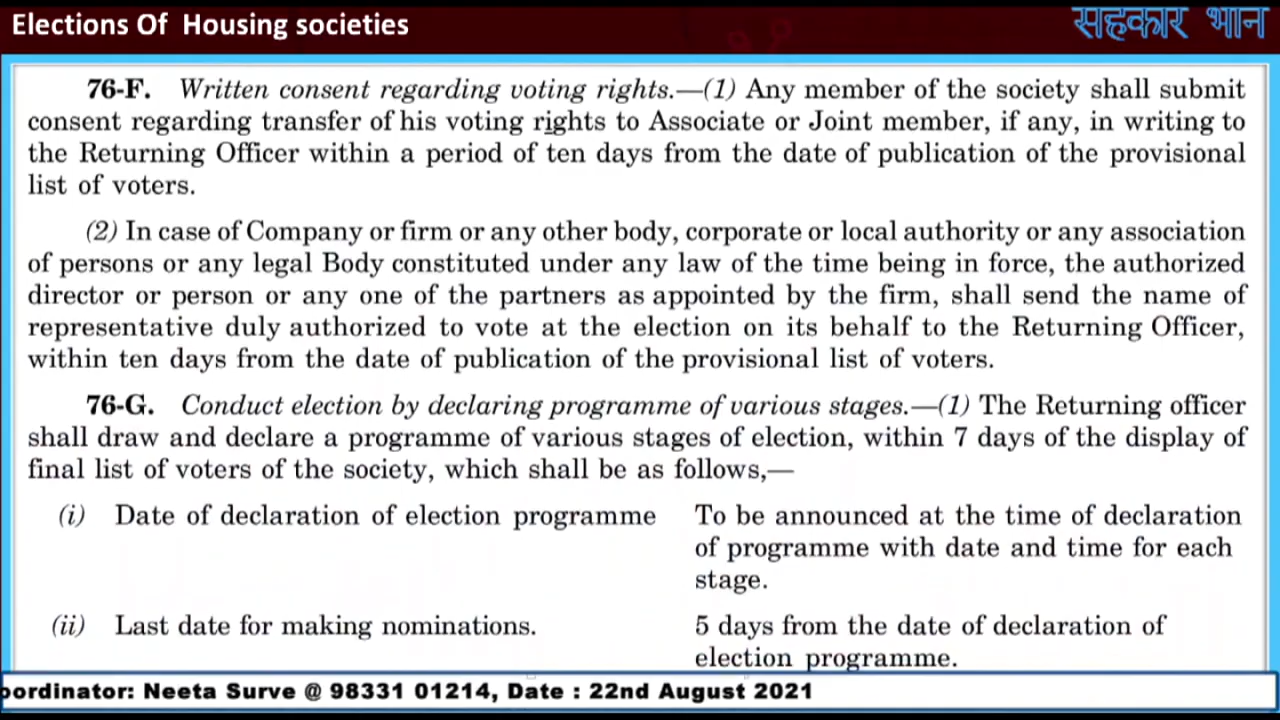 Elections Of Housing societies
सहकार भान
76-F. Written consent regarding voting rights.—(1) Any member of the society shall submit
consent regarding transfer of his voting rights to Associate or Joint member, if any, in writing to
the Returning Officer within a period of ten days from the date of publication of the provisional
list of voters.
(2) In case of Company or firm or any other body, corporate or local authority or any association
of persons or any legal Body constituted under any law of the time being in force, the authorized
director or person or any one of the partners as appointed by the firm, shall send the name of
representative duly authorized to vote at the election on its behalf to the Returning Officer,
within ten days from the date of publication of the provisional list of voters.
76-G. Conduct election by declaring programme of various stages.—(1) The Returning officer
shall draw and declare a programme of various stages of election, within 7 days of the display of
final list of voters of the society, which shall be as follows,—
(i) Date of declaration of election programme To be announced at the time of declaration
of programme with date and time for each
stage.
(ii) Last date for making nominations. 5 days from the date of declaration of
election programme.
oordinator: Neeta Surve @ 98331 01214, Date : 22nd August 2021